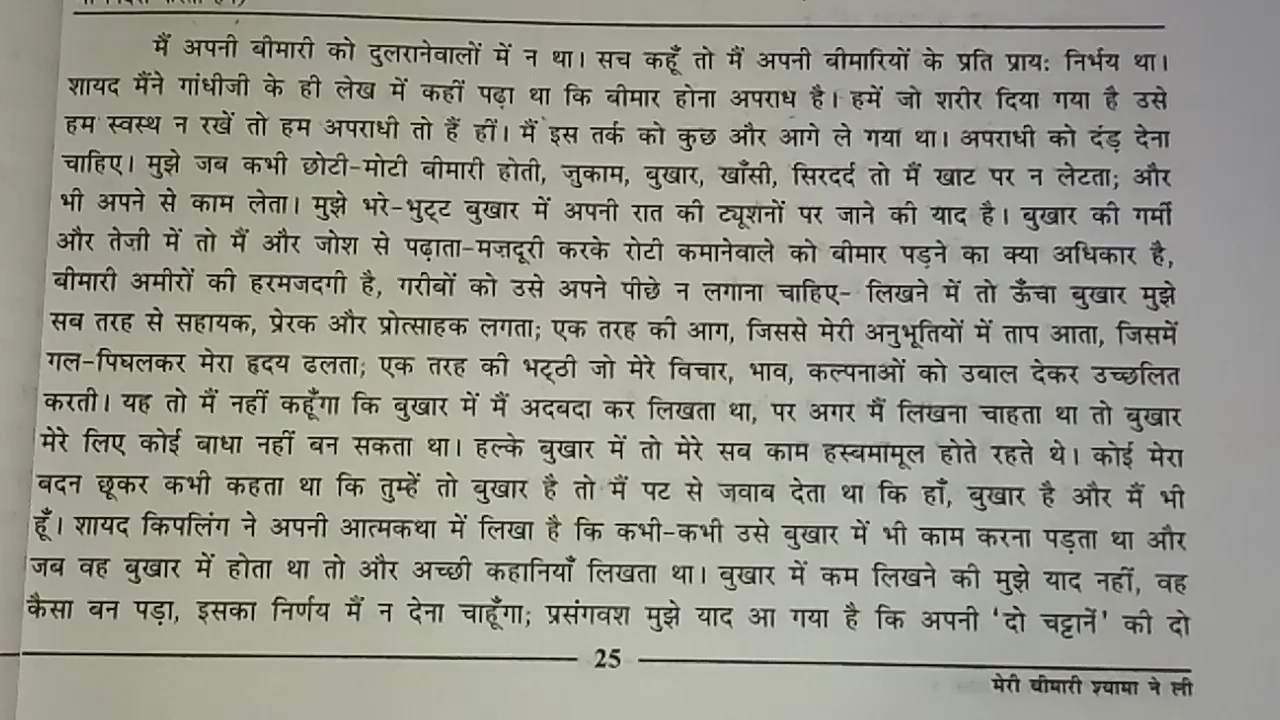 मैं अपनी बीमारी को दुलरानेवालों में न था। सच कहूँ तो मैं अपनी बीमारियों के प्रति प्रायः निर्भय था।
शायद मैंने गांधीजी के ही लेख में कहीं पढ़ा था कि बीमार होना अपराध है। हमें जो शरीर दिया गया है उसे
हम स्वस्थ न रखें तो हम अपराधी तो हैं हीं। मैं इस तर्क को कुछ और आगे ले गया था। अपराधी को दंड़ देना
चाहिए। मुझे जब कभी छोटी-मोटी बीमारी होती, जुकाम, बुखार, खाँसी, सिरदर्द तो मैं खाट पर न लेटता; और
भी अपने से काम लेता। मुझे भरे-भुट्ट बुखार में अपनी रात की ट्यूशनों पर जाने की याद है। बुखार की गर्मी
और तेज़ी में तो मैं और जोश से पढ़ाता-मज़दूरी करके रोटी कमानेवाले को बीमार पड़ने का क्या अधिकार है,
बीमारी अमीरों की हरमजदगी है, गरीबों को उसे अपने पीछे न लगाना चाहिए- लिखने में तो ऊँचा बुखार मुझे
सब तरह से सहायक, प्रेरक और प्रोत्साहक लगता; एक तरह की आग, जिससे मेरी अनुभूतियों में ताप आता, जिसमें
गल-पिघलकर मेरा हृदय ढलता; एक तरह की भट्ठी जो मेरे विचार, भाव, कल्पनाओं को उबाल देकर उच्छलित
करती। यह तो मैं नहीं कहूँगा कि बुखार में मैं अदबदा कर लिखता था, पर अगर मैं लिखना चाहता था तो बुखार
मेरे लिए कोई बाधा नहीं बन सकता था। हल्के बुखार में तो मेरे सब काम हस्वमामूल होते रहते थे। कोई मेरा
बदन छूकर कभी कहता था कि तुम्हें तो बुखार है तो मैं पट से जवाब देता था कि हाँ, बुखार है और मैं भी
हूँ। शायद किपलिंग ने अपनी आत्मकथा में लिखा है कि कभी-कभी उसे बुखार में भी काम करना पड़ता था और
जब वह बुखार में होता था तो और अच्छी कहानियाँ लिखता था। बुखार में कम लिखने की मुझे याद नहीं, वह
कैसा बन पड़ा, इसका निर्णय मैं न देना चाहूँगा; प्रसंगवश मुझे याद आ गया है कि अपनी 'दो चट्टानें' की दो
25
मेरी बीमारी श्यामा ने ली